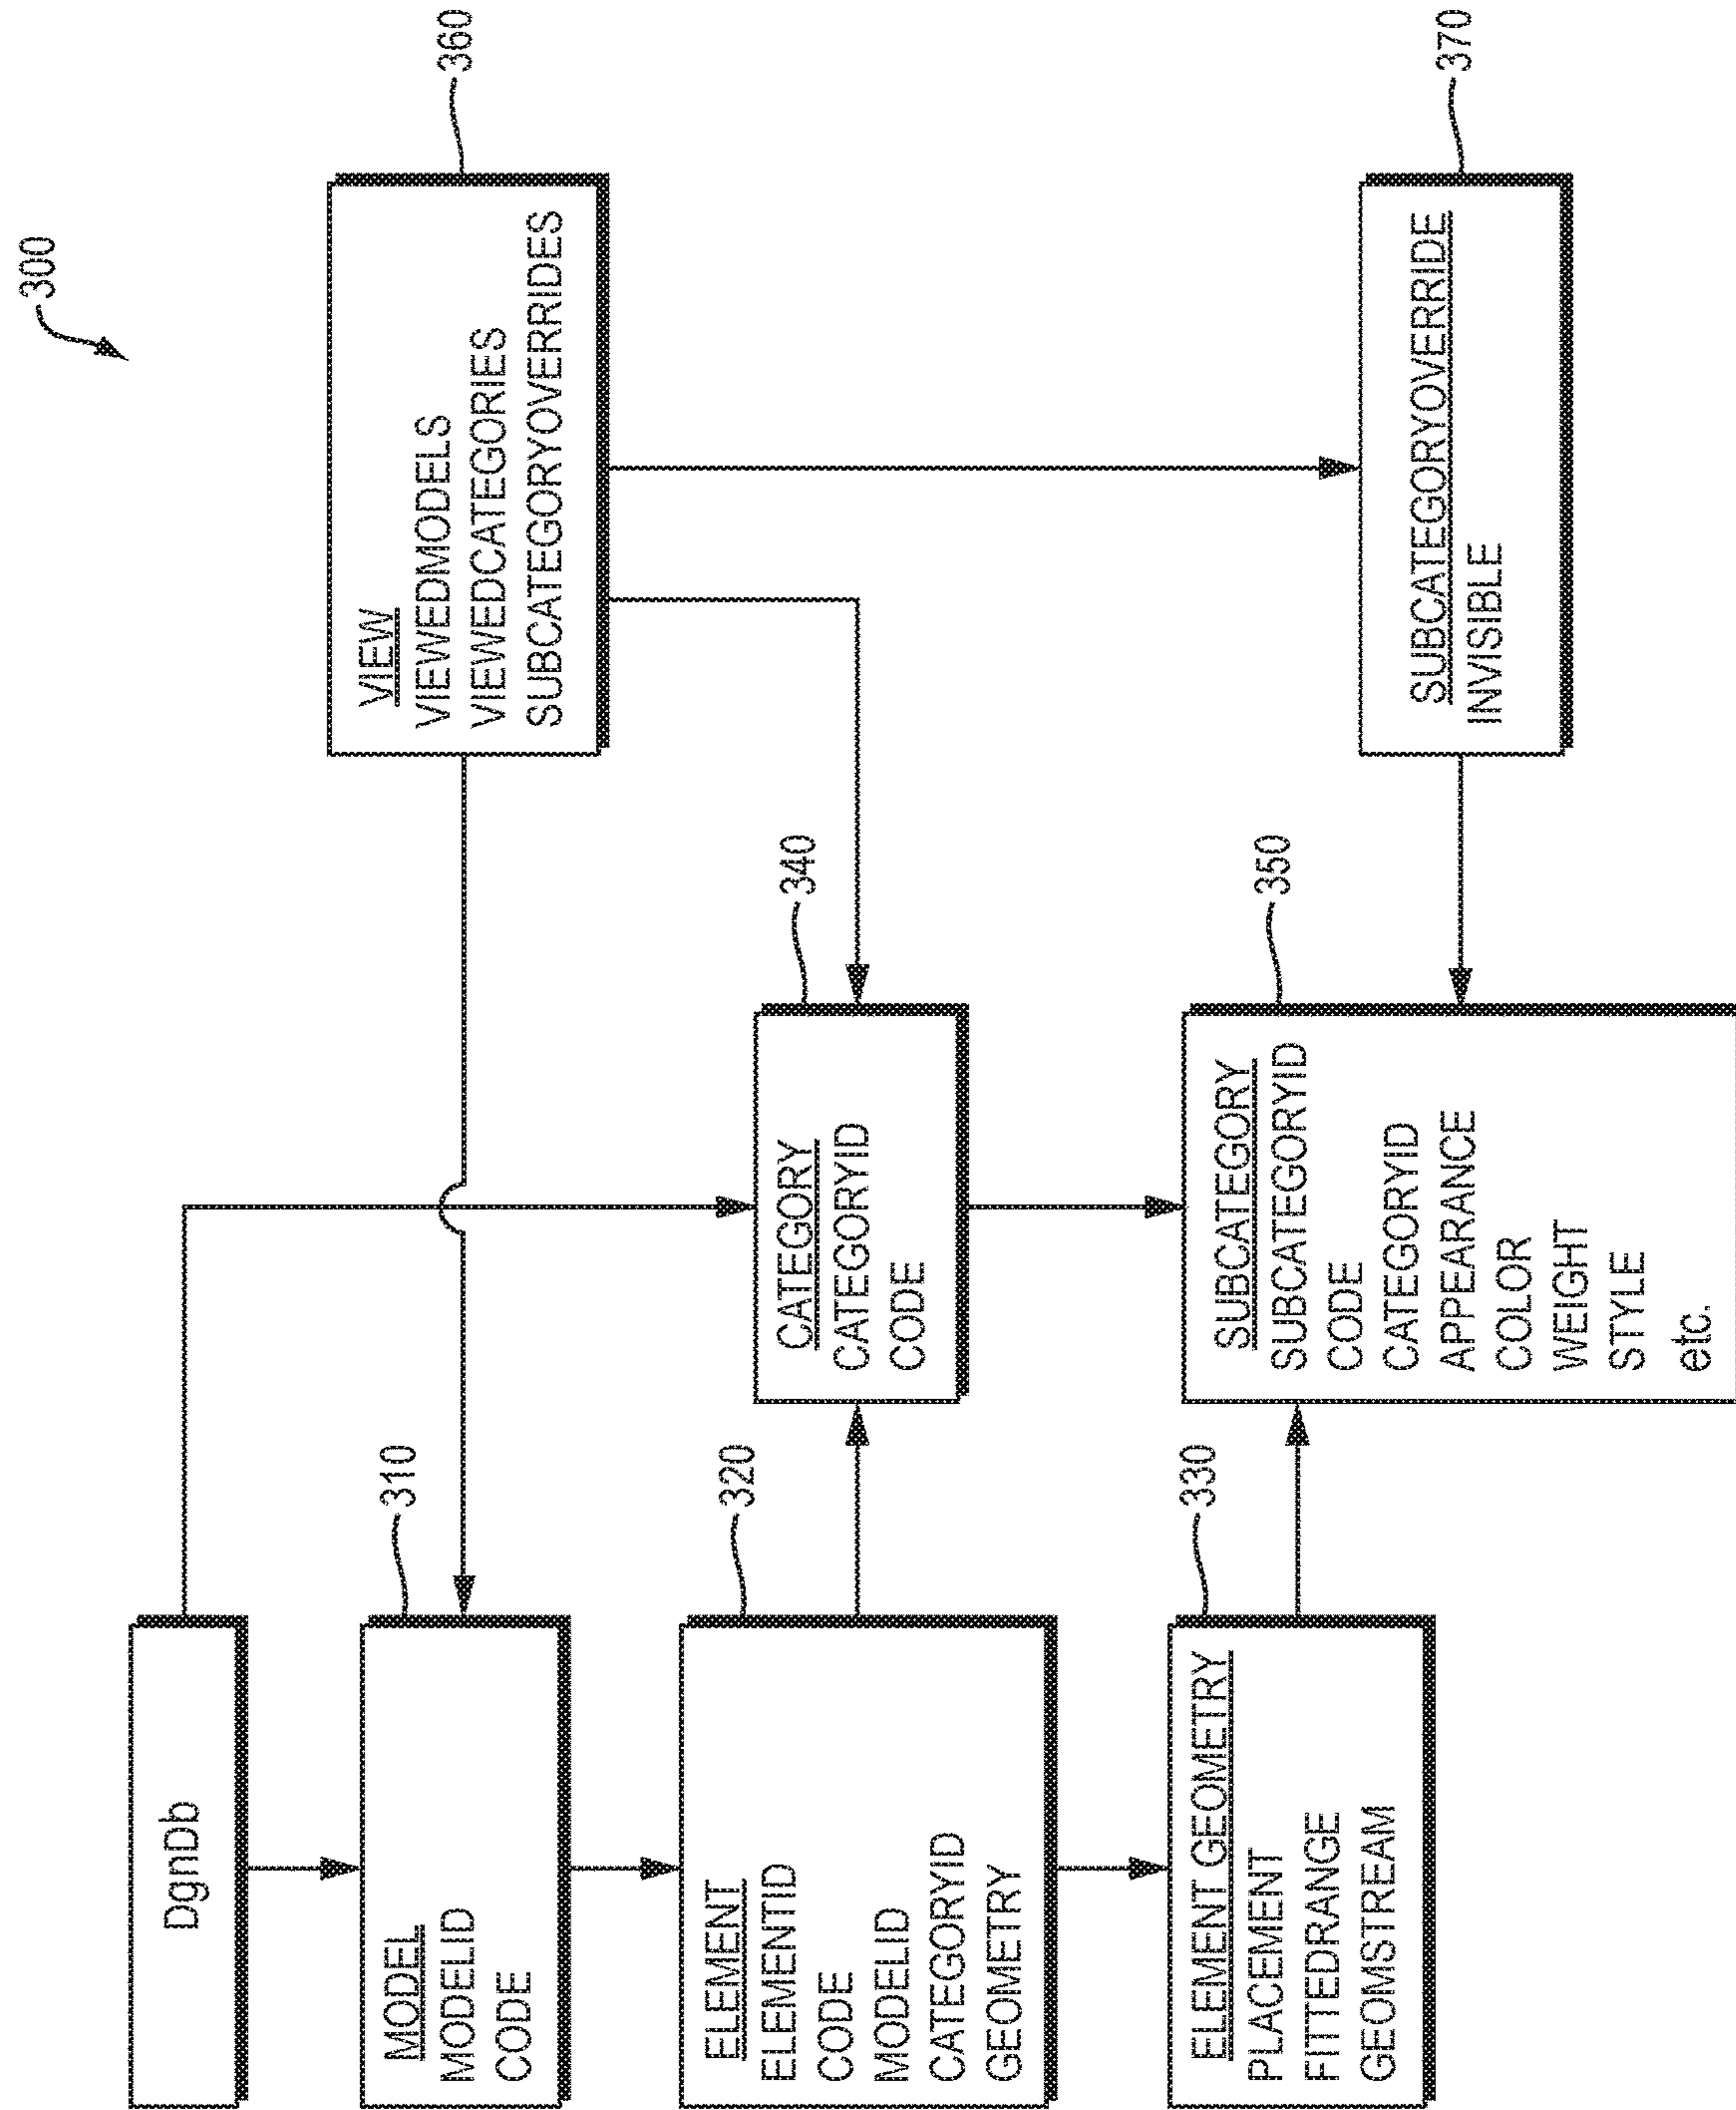 300
DgnDb
310
MODEL
MODELID
CODE
320
ELEMENT
ELEMENTID
CODE
MODELID
CATEGORYID
GEOMETRY
330
ELEMENT GEOMETRY
PLACEMENT
FITTEDRANGE
GEOMSTREAM
340
CATEGORY
CATEGORYID
CODE
350
SUBCATEGORY
SUBCATEGORYID
CODE
CATEGORYID
APPEARANCE
COLOR
WEIGHT
STYLE
etc.
360
VIEW
VIEWEDMODELS
VIEWEDCATEGORIES
SUBCATEGORYOVERRIDES
370
SUBCATEGORYOVERRIDE
INVISIBLE